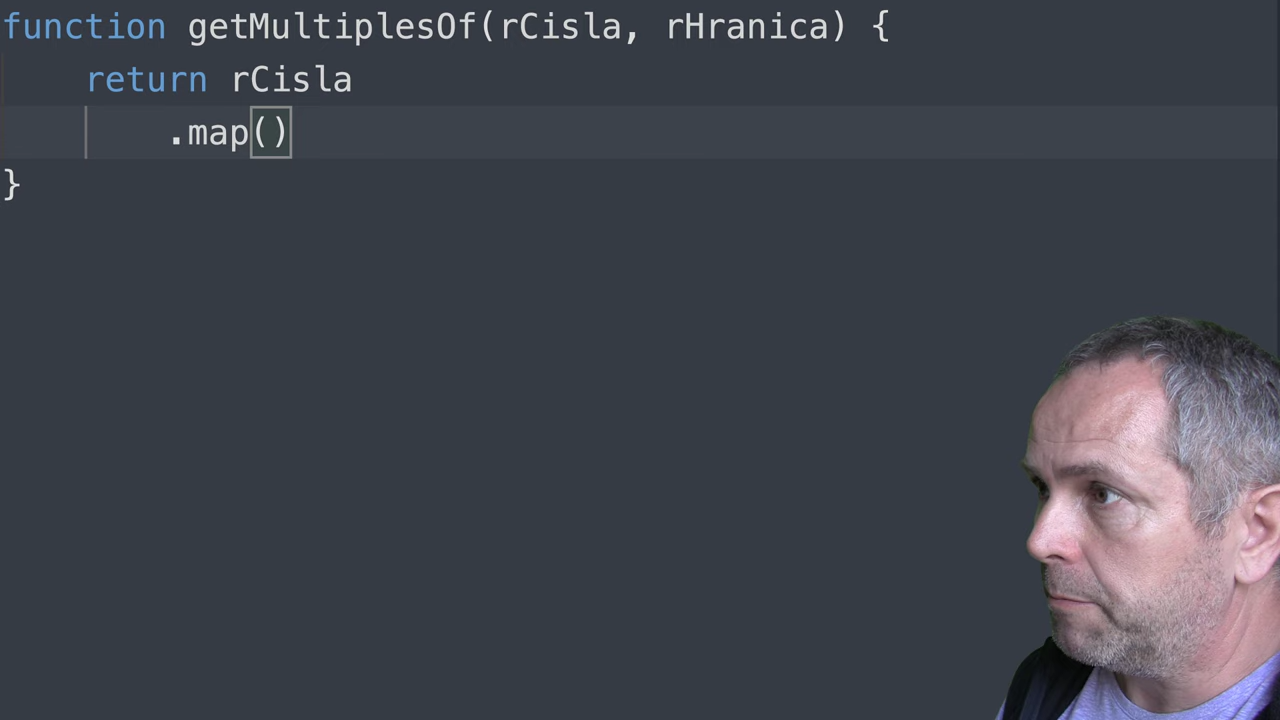 function getMultiplesOf(rCisla, rHranica) {
return rCisla
.map()
}